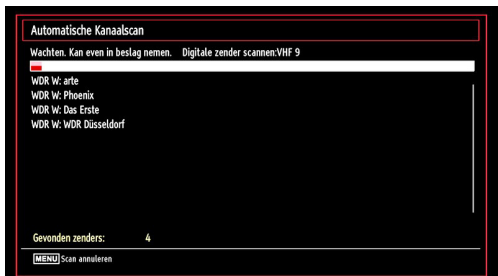 Automatische Kanaalscan
Wachten. Kan even in beslag nemen. Digitale zender scannen:VHF 9
WDR W: arte
WDR W: Phoenix
WDR W: Das Erste
WDR W: WDR Düsseldorf
Gevonden zenders: 4
MENU Scan annuleren